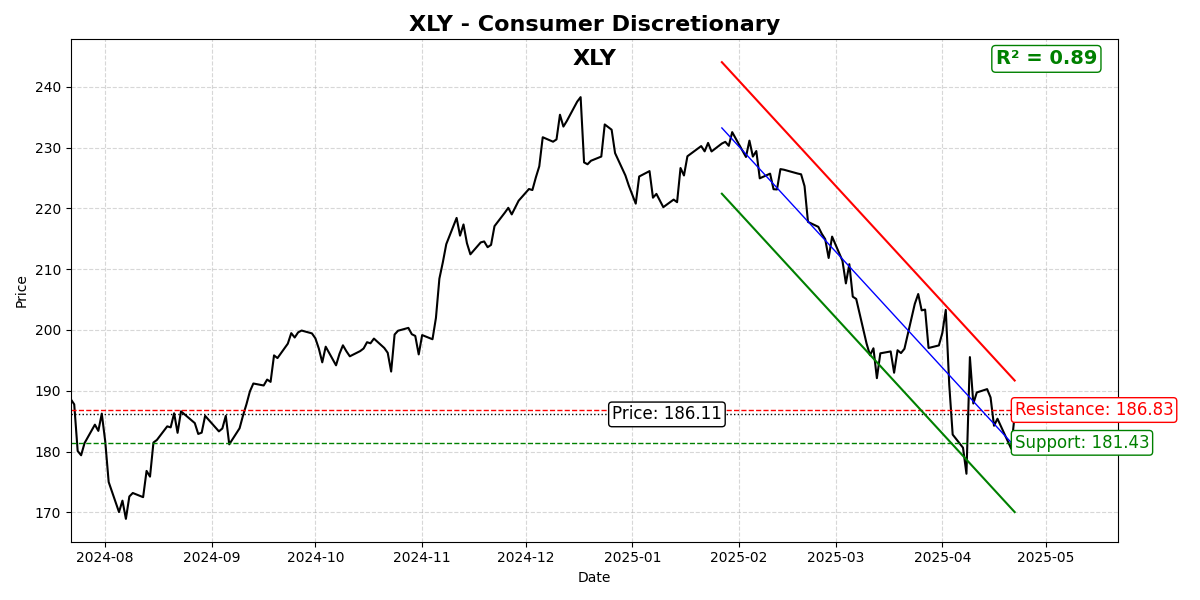 XLY - Consumer Discretionary
XLY
R² = 0.89
240
230
220
210
200
190
180
170
Price
Price: 186.11
Resistance: 186.83
Support: 181.43
2024-08
2024-09
2024-10
2024-11
2024-12
2025-01
2025-02
2025-03
2025-04
2025-05
Date